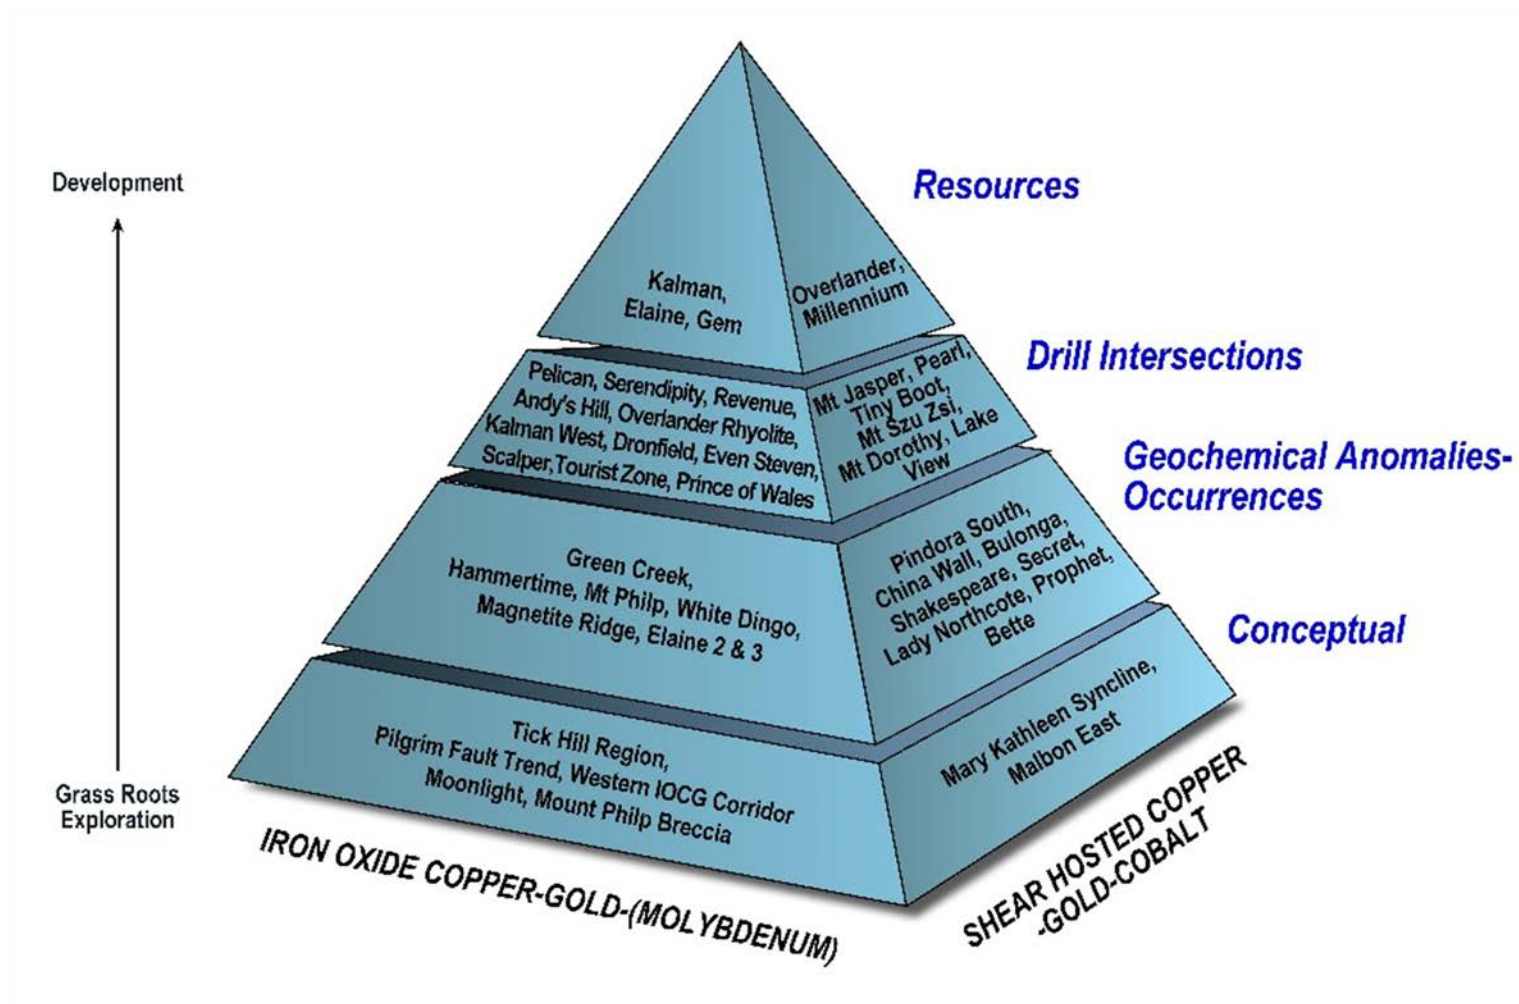 Development
Grass Roots
Exploration
Resources
Kalman,
Elaine, Gem
Overlander,
Millennium
Drill Intersections
Pelican, Serendipity, Revenue,
Andy's Hill, Overlander Rhyolite,
Kalman West, Dronfield, Even Steven,
Scalper,Tourist Zone, Prince of Wales
Mt Jasper, Pearl,
Tiny Boot,
Mt Szu Zsi,
Mt Dorothy, Lake
View
Geochemical Anomalies-
Occurrences
Green Creek,
Hammertime, Mt Philp, White Dingo,
Magnetite Ridge, Elaine 2 & 3
Pindora South,
China Wall, Bulonga,
Shakespeare, Secret,
Lady Northcote, Prophet,
Bette
Conceptual
Tick Hill Region,
Pilgrim Fault Trend, Western IOCG Corridor
Moonlight, Mount Philp Breccia
Mary Kathleen Syncline,
Malbon East
IRON OXIDE COPPER-GOLD-(MOLYBDENUM)
SHEAR HOSTED COPPER
-GOLD-COBALT